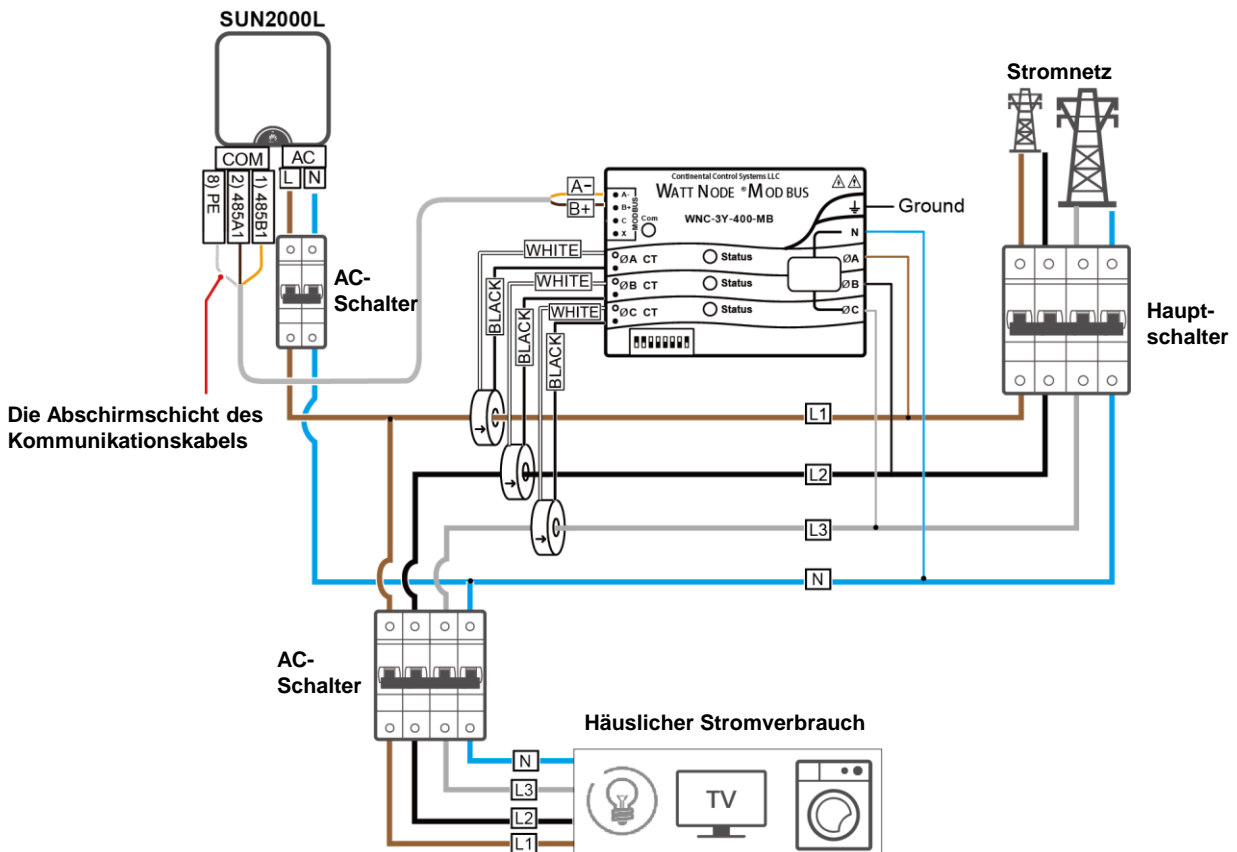 SUN2000L
COM
AC
L
N
8) PE
2) 485A1
1) 485B1
AC-
Schalter
Die Abschirmschicht des
Kommunikationskabels
A-
B+
Continental Control Systems LLC
WATT NODE ®MODBUS
WNC-3Y-400-MB
A-
B+
C
X
MODBUS
Com
ØA CT
Status
ØB CT
Status
ØC CT
Status
N
ØA
ØB
ØC
Ground
WHITE
WHITE
WHITE
BLACK
BLACK
BLACK
Stromnetz
Haupt-
schalter
L1
L2
L3
N
AC-
Schalter
Häuslicher Stromverbrauch
N
L3
L2
L1
TV